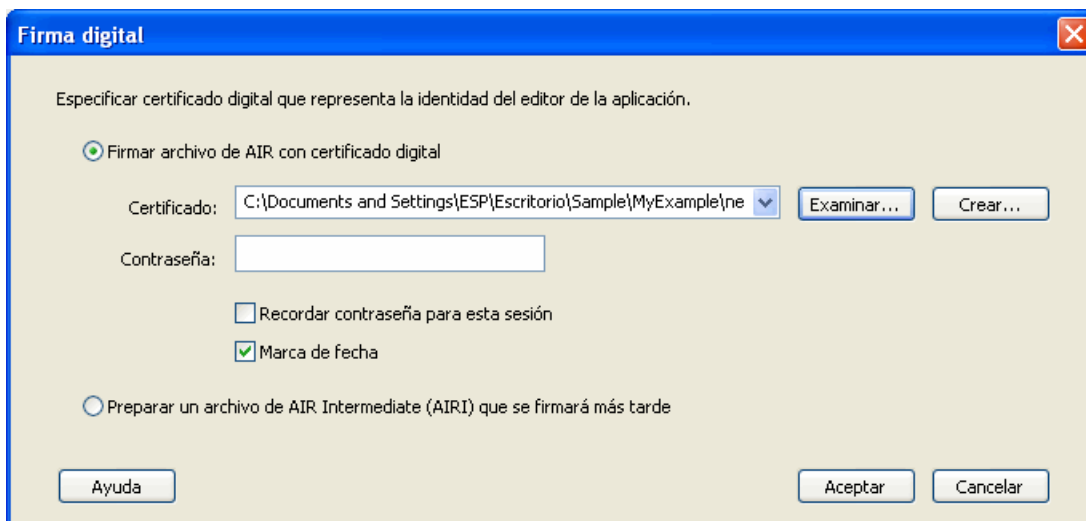 Firma digital
Especificar certificado digital que representa la identidad del editor de la aplicación.
Firmar archivo de AIR con certificado digital
Certificado: C:\Documents and Settings\ESP\Escritorio\Sample\MyExample\ne Examinar... Crear...
Contraseña:
Recordar contraseña para esta sesión
Marca de fecha
Preparar un archivo de AIR Intermediate (AIRI) que se firmará más tarde
Ayuda Aceptar Cancelar